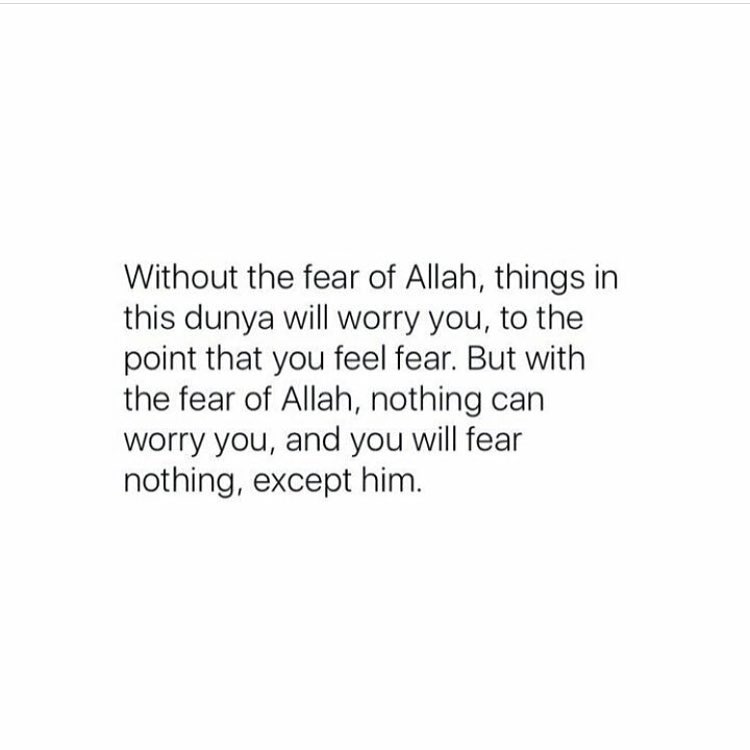 Without the fear of Allah, things in
this dunya will worry you, to the
point that you feel fear. But with
the fear of Allah, nothing can
worry you, and you will fear
nothing, except him.